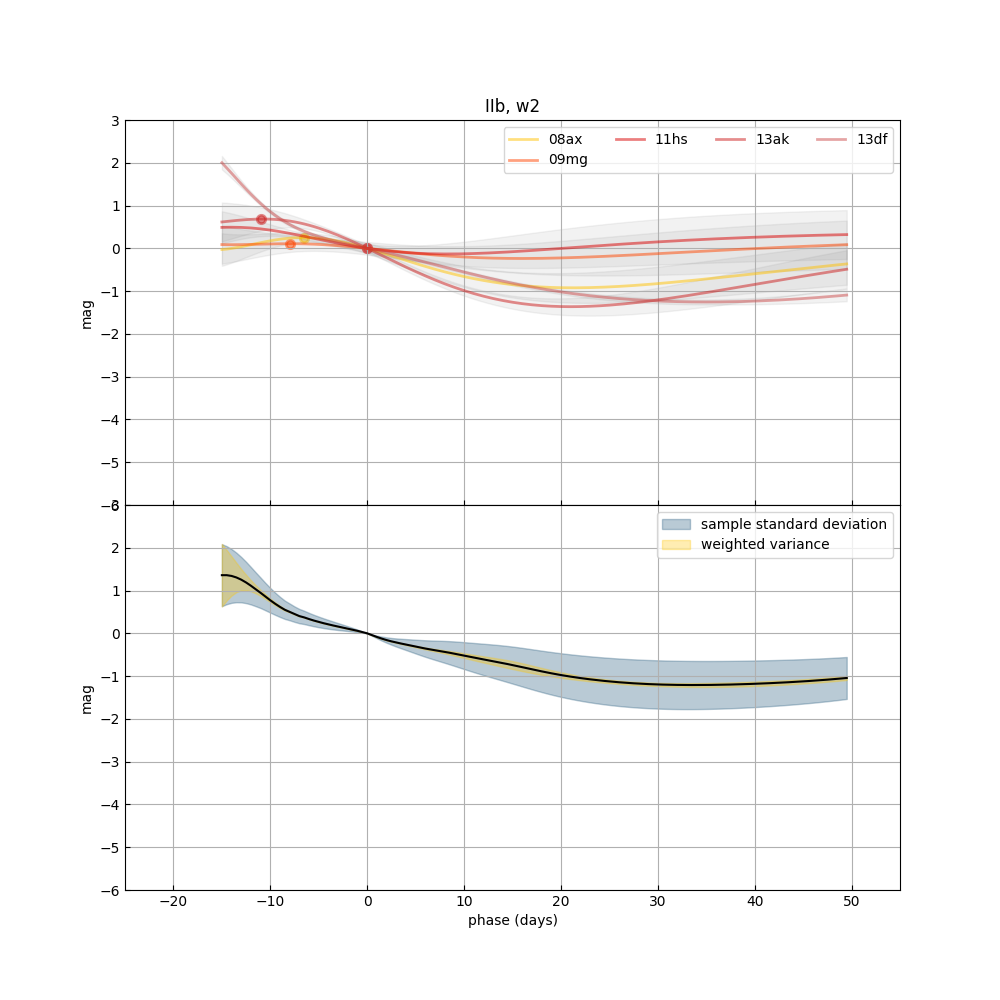 IIb, w2
3
2
1
0
−1
−2
−3
−4
−5
−6
mag
08ax 11hs 13ak 13df
09mg
3
2
1
0
−1
−2
−3
−4
−5
−6
mag
sample standard deviation
weighted variance
−20 −10 0 10 20 30 40 50
phase (days)